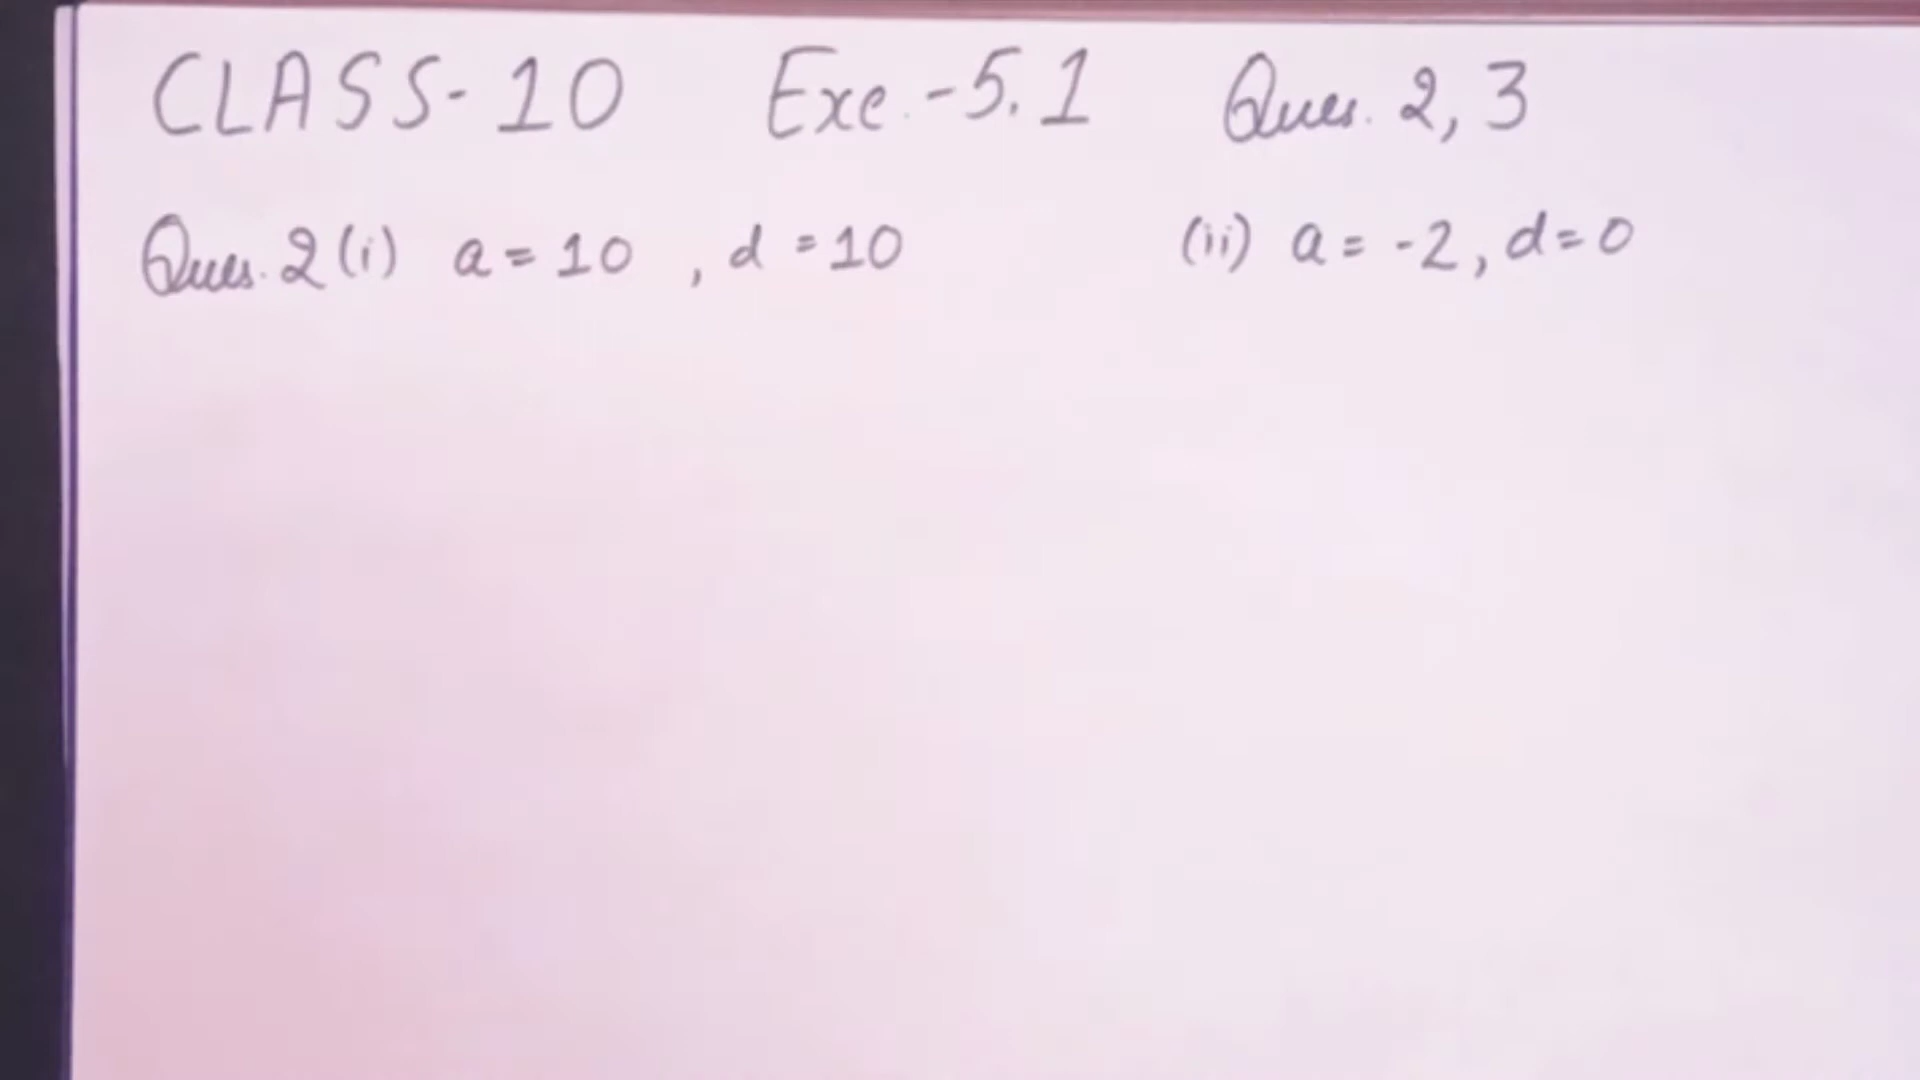 CLASS-10 Exe.-5.1 Ques. 2,3
Ques. 2(i) a=10 , d=10 (ii) a=-2, d=0